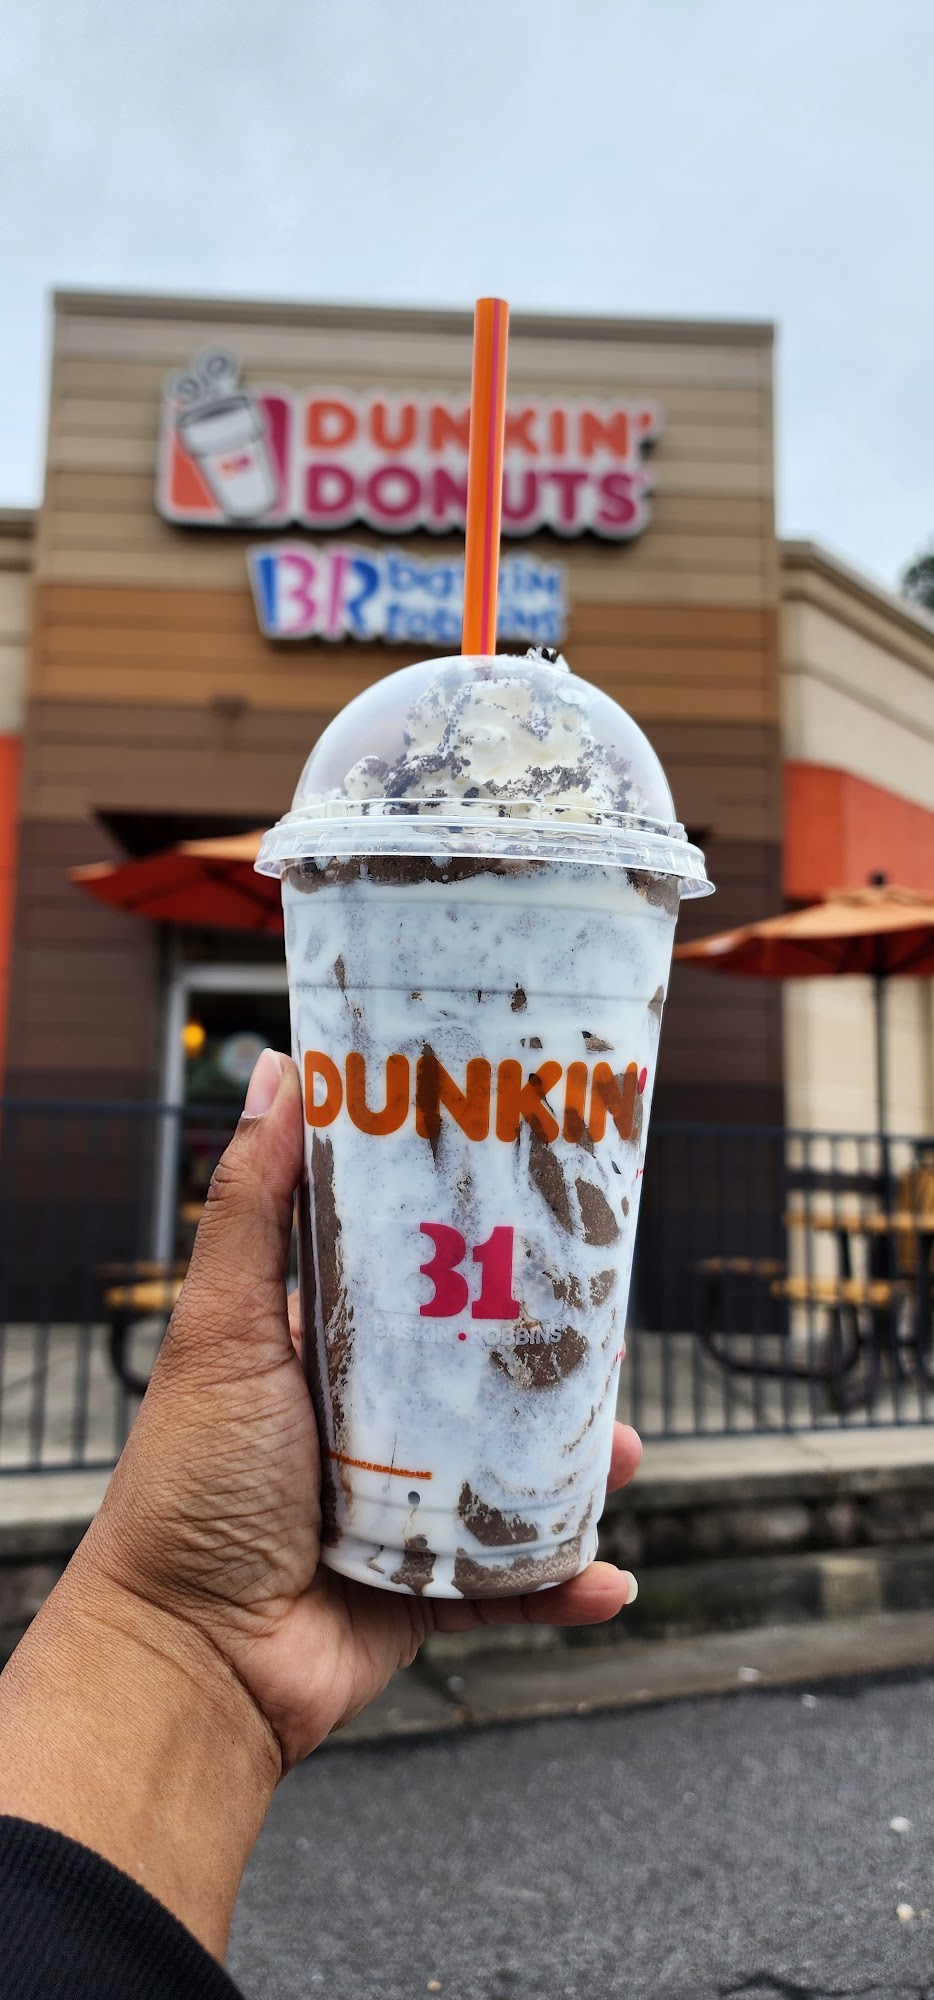 DUNKIN'
DONUTS
BR baskin
robbins
DUNKIN'
31
BASKIN • ROBBINS